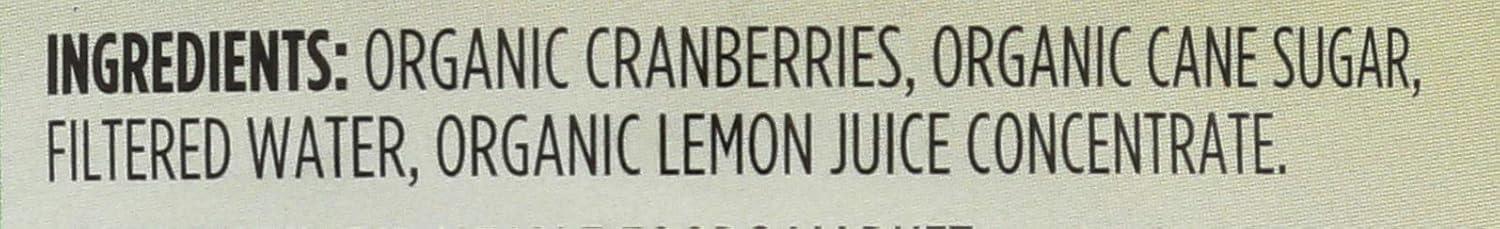 INGREDIENTS: ORGANIC CRANBERRIES, ORGANIC CANE SUGAR,
FILTERED WATER, ORGANIC LEMON JUICE CONCENTRATE.